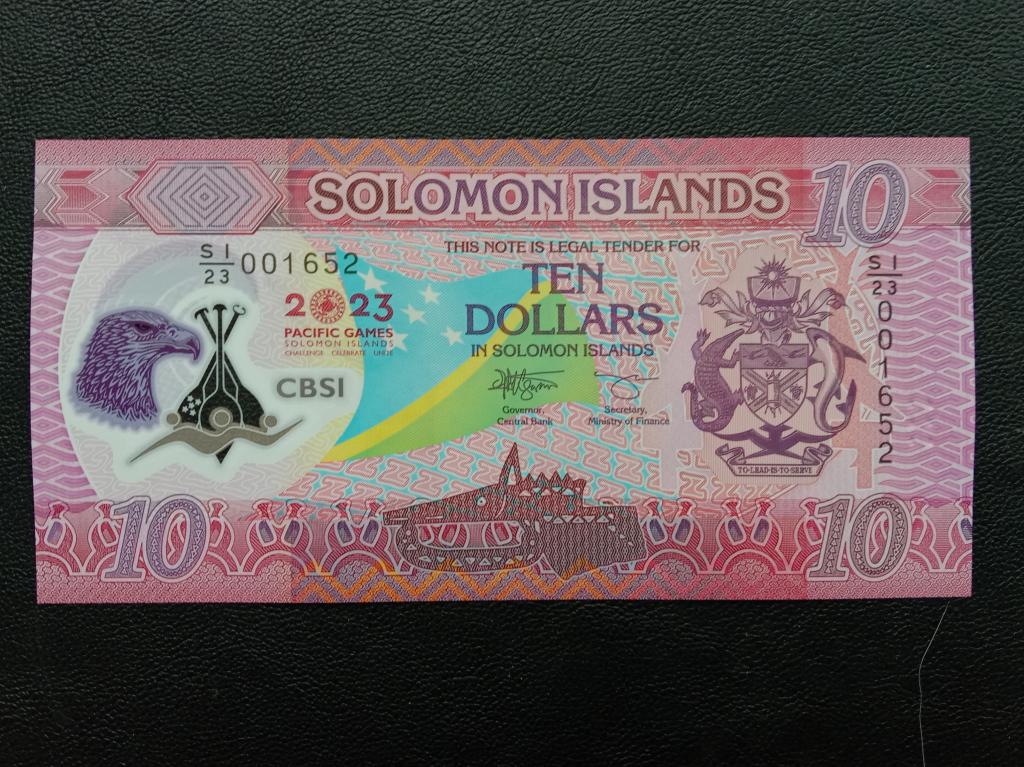 SOLOMON ISLANDS
10
THIS NOTE IS LEGAL TENDER FOR
TEN
DOLLARS
IN SOLOMON ISLANDS
SI/23 001652
2023
PACIFIC GAMES
SOLOMON ISLANDS
CHALLENGE CELEBRATE UNITE
CBSI
Governor,
Central Bank
Secretary,
Ministry of Finance
SI/23 001652
TO·LEAD·IS·TO·SERVE
10
10